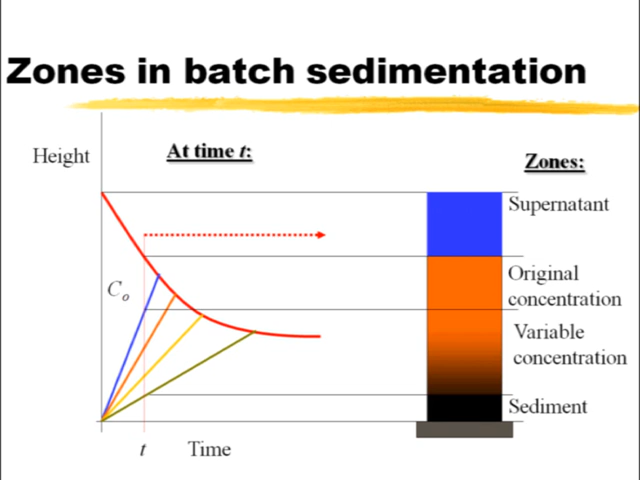 Zones in batch sedimentation
Height
At time t:
Zones:
Supernatant
Cₒ
Original
concentration
Variable
concentration
Sediment
t
Time